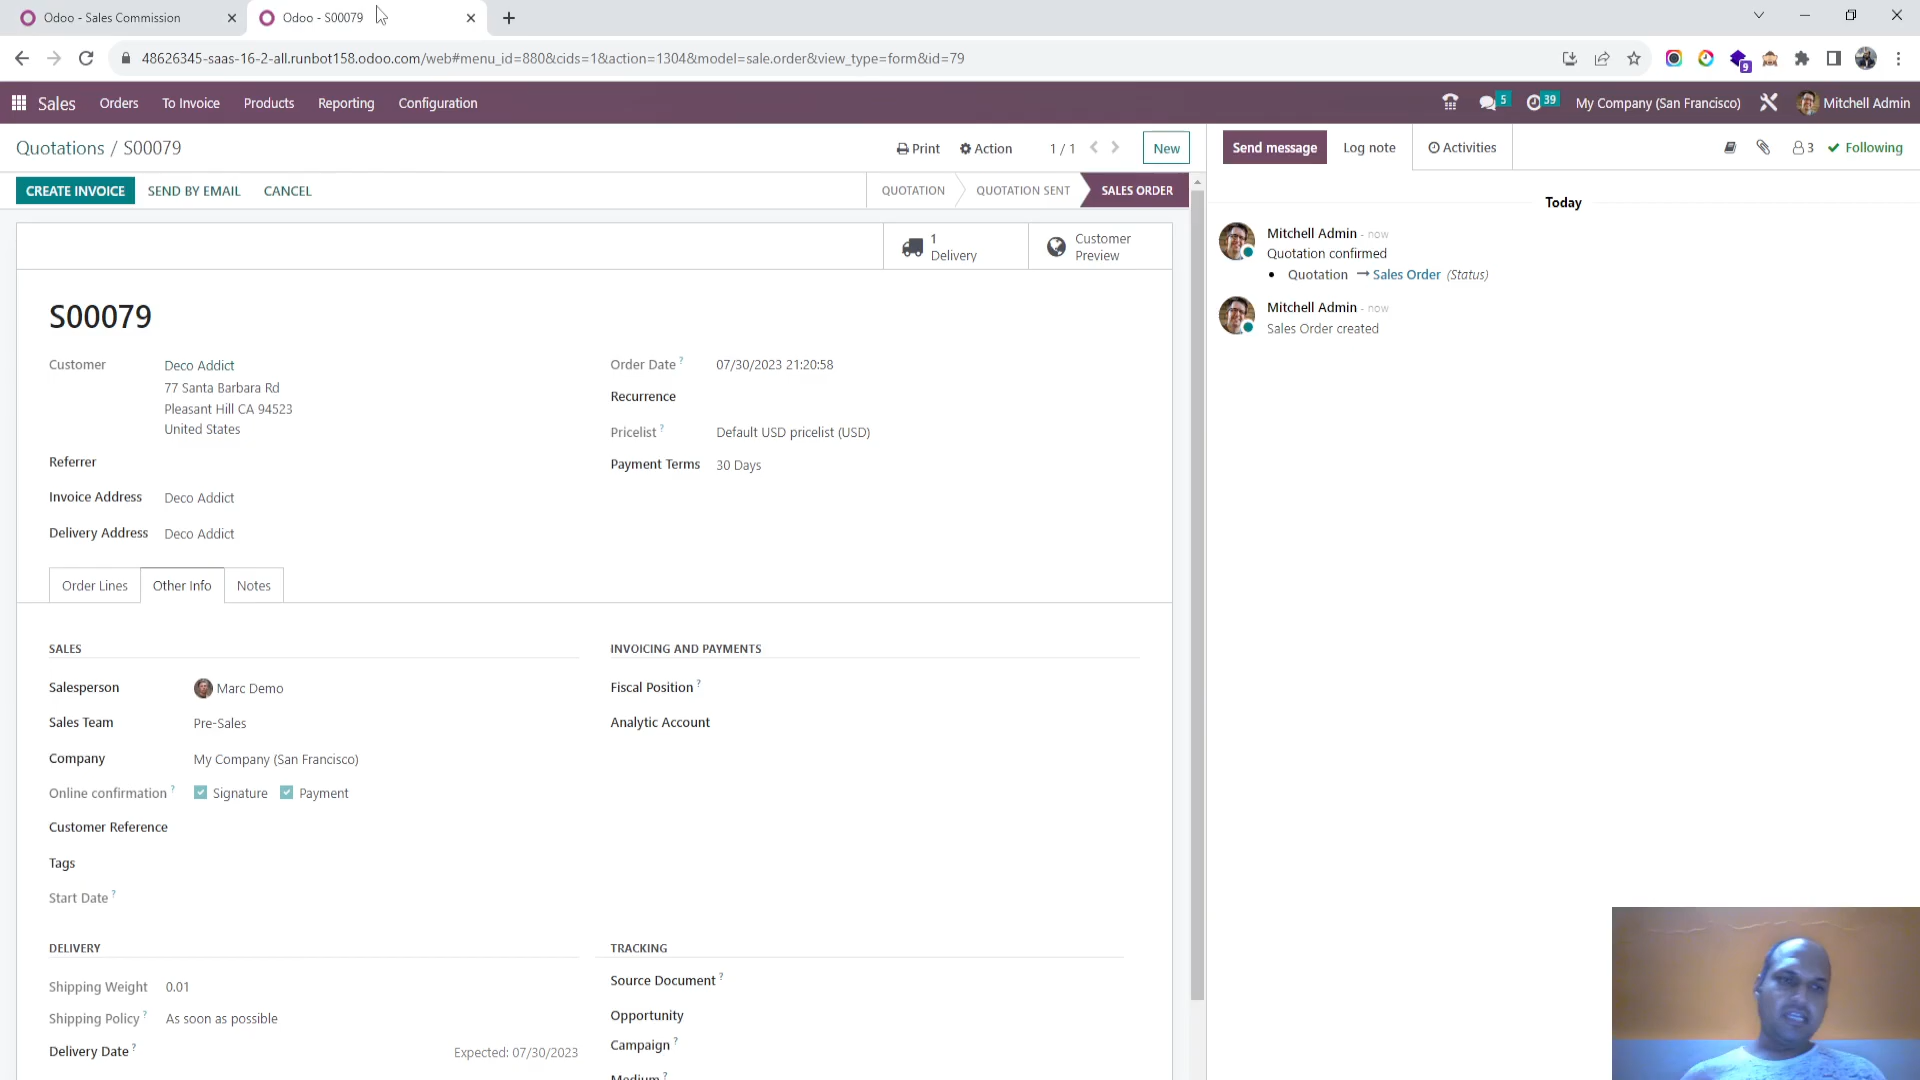 Odoo - Sales Commission
Odoo - S00079
48626345-saas-16-2-all.runbot158.odoo.com/web#menu_id=880&cids=1&action=1304&model=sale.order&view_type=form&id=79
9
Sales Orders To Invoice Products Reporting Configuration
5 39 My Company (San Francisco) Mitchell Admin
Quotations / S00079
Print Action 1 / 1 New
Send message Log note Activities 3 Following
CREATE INVOICE SEND BY EMAIL CANCEL
QUOTATION QUOTATION SENT SALES ORDER
1
Delivery
Customer
Preview
S00079
Customer Deco Addict
77 Santa Barbara Rd
Pleasant Hill CA 94523
United States
Referrer
Invoice Address Deco Addict
Delivery Address Deco Addict
Order Date ? 07/30/2023 21:20:58
Recurrence
Pricelist ? Default USD pricelist (USD)
Payment Terms 30 Days
Order Lines Other Info Notes
SALES
Salesperson Marc Demo
Sales Team Pre-Sales
Company My Company (San Francisco)
Online confirmation ? Signature Payment
Customer Reference
Tags
Start Date ?
INVOICING AND PAYMENTS
Fiscal Position ?
Analytic Account
DELIVERY
Shipping Weight 0.01
Shipping Policy ? As soon as possible
Delivery Date ? Expected: 07/30/2023
TRACKING
Source Document ?
Opportunity
Campaign ?
Medium ?
Today
Mitchell Admin - now
Quotation confirmed
• Quotation → Sales Order (Status)
Mitchell Admin - now
Sales Order created